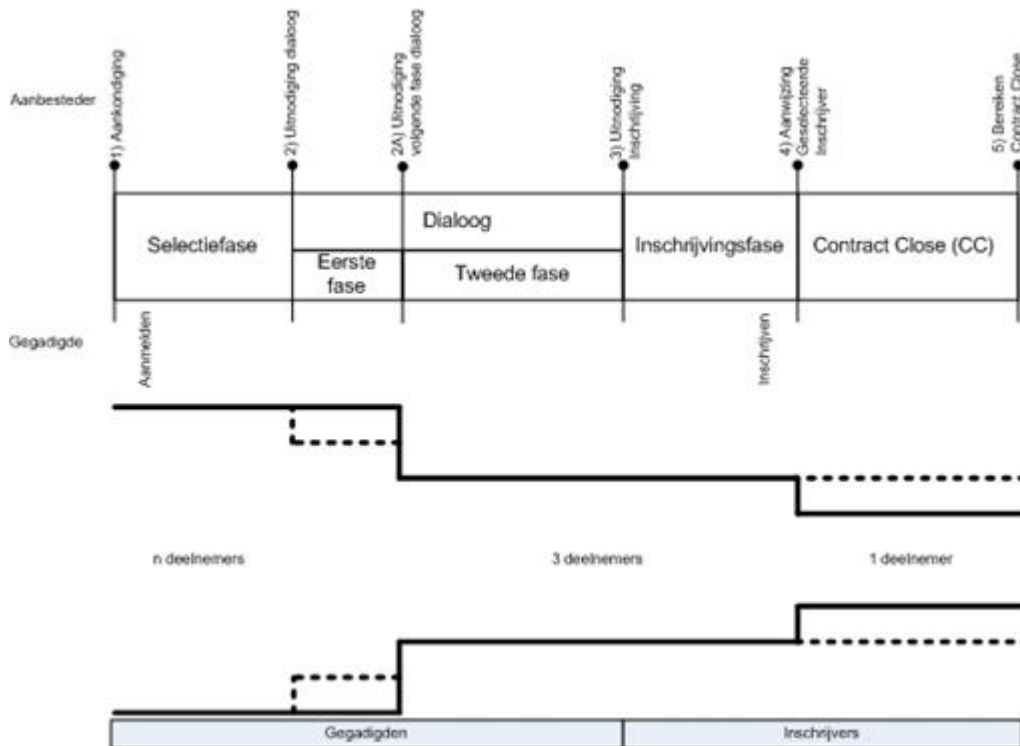 Aanbesteder
1) Aankondiging
2) Uitnodiging dialoog
2A) Uitnodiging
volgende fase dialoog
3) Uitnodiging
Inschrijving
4) Aanwijzing
Geselecteerde
Inschrijver
5) Bereiken
Contract Close
Selectiefase
Dialoog
Eerste
fase
Tweede fase
Inschrijvingsfase
Contract Close (CC)
Gegadigde
Aanmelden
Inschrijven
n deelnemers
3 deelnemers
1 deelnemer
Gegadigden
Inschrijvers